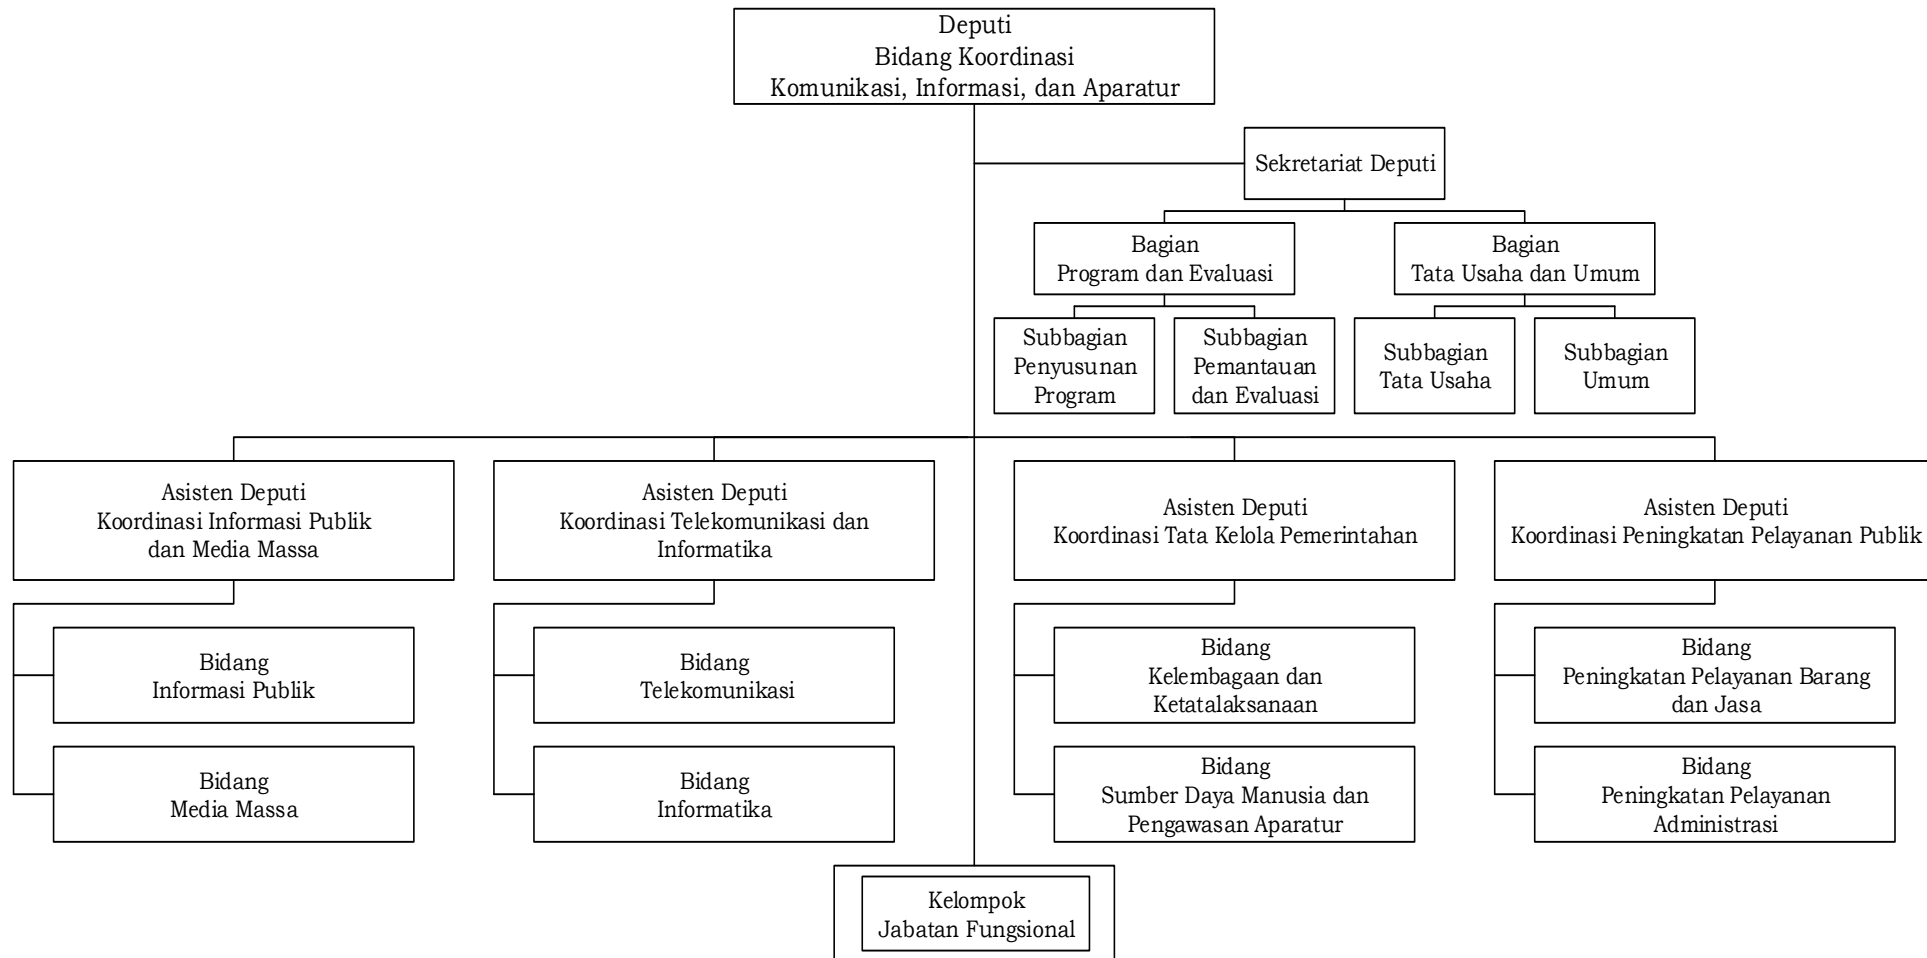 Deputi
Bidang Koordinasi
Komunikasi, Informasi, dan Aparatur
Sekretariat Deputi
Bagian
Program dan Evaluasi
Bagian
Tata Usaha dan Umum
Subbagian
Penyusunan
Program
Subbagian
Pemantauan
dan Evaluasi
Subbagian
Tata Usaha
Subbagian
Umum
Asisten Deputi
Koordinasi Informasi Publik
dan Media Massa
Asisten Deputi
Koordinasi Telekomunikasi dan
Informatika
Asisten Deputi
Koordinasi Tata Kelola Pemerintahan
Asisten Deputi
Koordinasi Peningkatan Pelayanan Publik
Bidang
Informasi Publik
Bidang
Telekomunikasi
Bidang
Kelembagaan dan
Ketatalaksanaan
Bidang
Peningkatan Pelayanan Barang
dan Jasa
Bidang
Media Massa
Bidang
Informatika
Bidang
Sumber Daya Manusia dan
Pengawasan Aparatur
Bidang
Peningkatan Pelayanan
Administrasi
Kelompok
Jabatan Fungsional